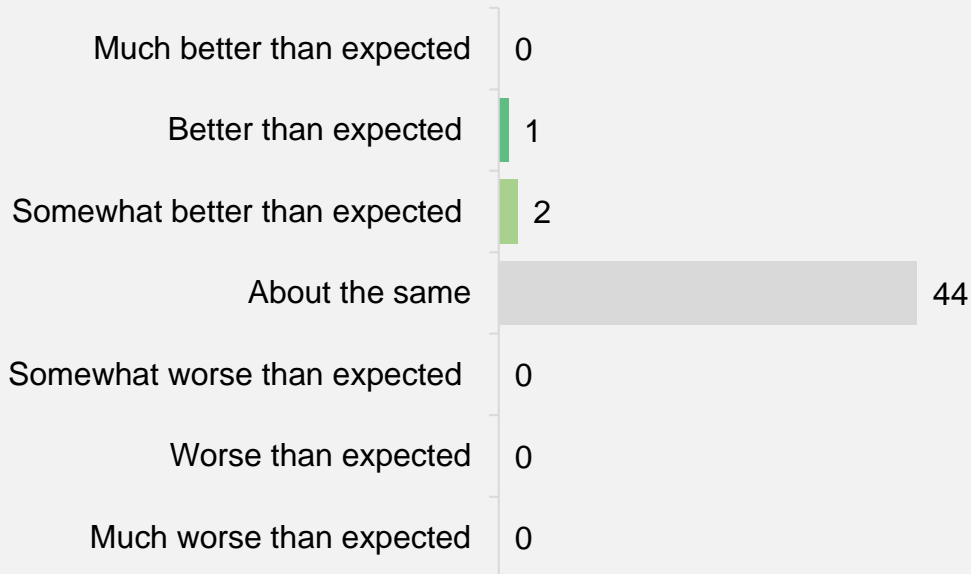 Much better than expected 0
Better than expected 1
Somewhat better than expected 2
About the same 44
Somewhat worse than expected 0
Worse than expected 0
Much worse than expected 0